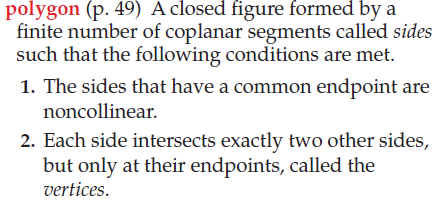 polygon (p. 49) A closed figure formed by a
finite number of coplanar segments called sides
such that the following conditions are met.
1. The sides that have a common endpoint are
noncollinear.
2. Each side intersects exactly two other sides,
but only at their endpoints, called the
vertices.